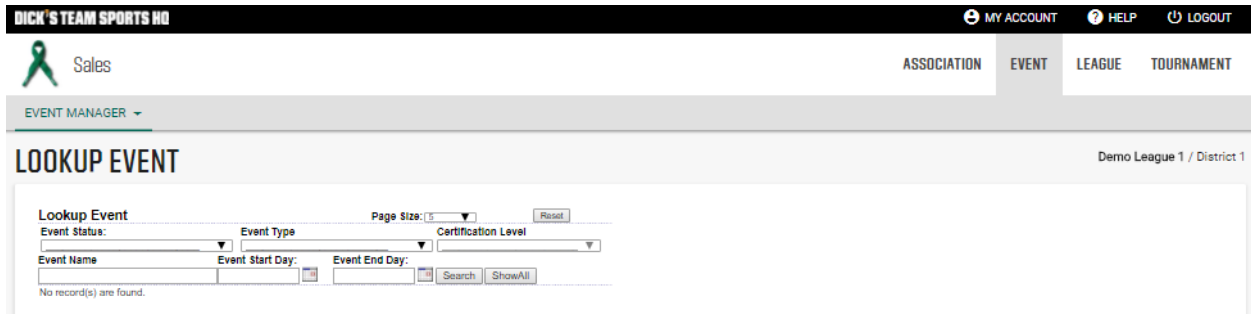 DICK'S TEAM SPORTS HQ MY ACCOUNT ? HELP LOGOUT
Sales ASSOCIATION EVENT LEAGUE TOURNAMENT
EVENT MANAGER
LOOKUP EVENT Demo League 1 / District 1
Lookup Event Page Size: 5 Reset
Event Status: Event Type Certification Level
Event Name Event Start Day: Event End Day:
Search ShowAll
No record(s) are found.